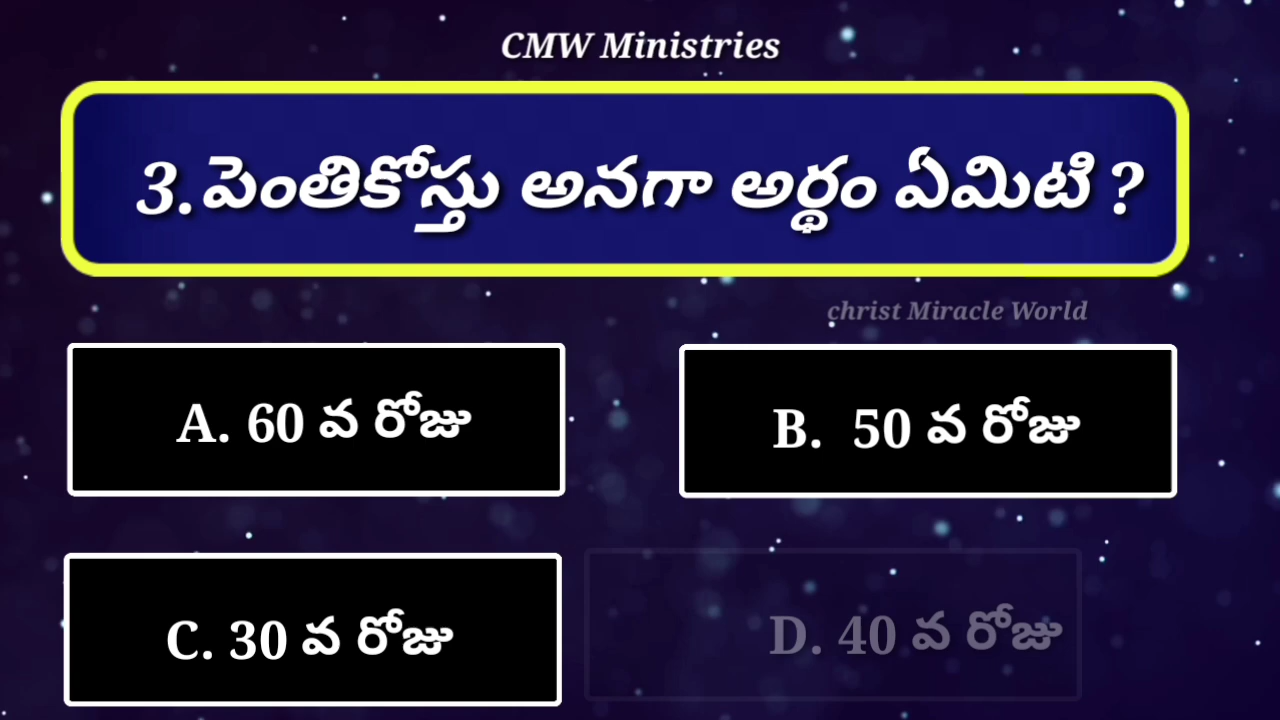 CMW Ministries
3.పెంతికోస్తు అనగా అర్థం ఏమిటి ?
christ Miracle World
A. 60 వ రోజు
B. 50 వ రోజు
C. 30 వ రోజు
D. 40 వ రోజు